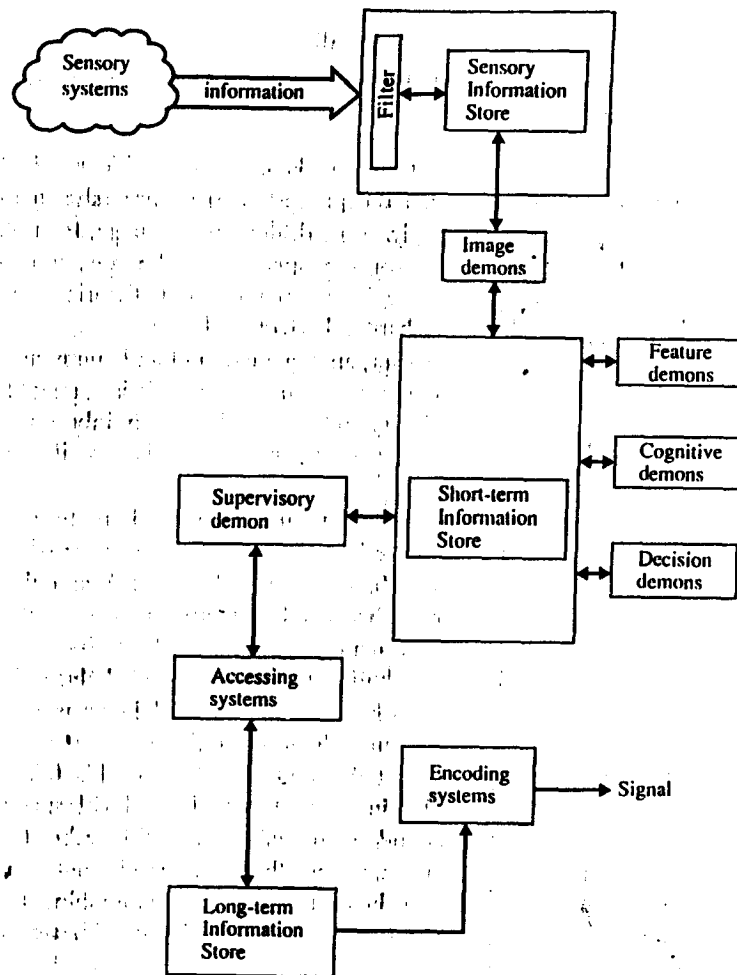 Sensory
systems
information
Filter
Sensory
Information
Store
Image
demons
Feature
demons
Cognitive
demons
Supervisory
demon
Short-term
Information
Store
Decision
demons
Accessing
systems
Encoding
systems
Signal
Long-term
Information
Store